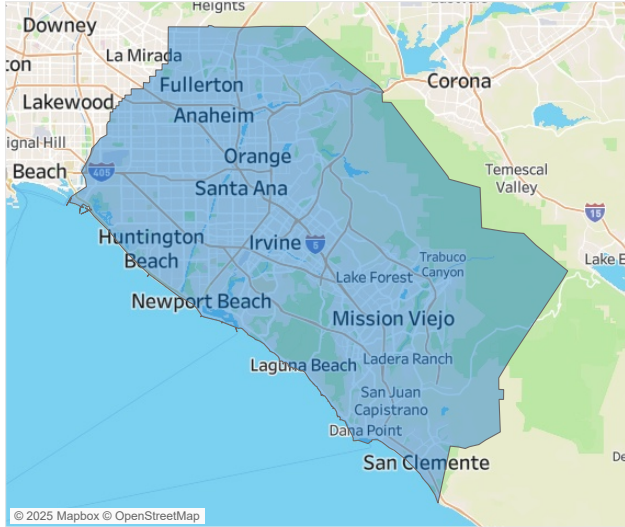 Heights
Downey
La Mirada
ton
Fullerton
Corona
Lakewood
Anaheim
ignal Hill
Orange
Beach
405
Temescal
Valley
Santa Ana
15
Huntington
Beach
Irvine
5
Trabuco
Canyon
Lake E
Lake Forest
Newport Beach
Mission Viejo
Laguna Beach
Ladera Ranch
San Juan
Capistrano
Dana Point
De
San Clemente
© 2025 Mapbox © OpenStreetMap